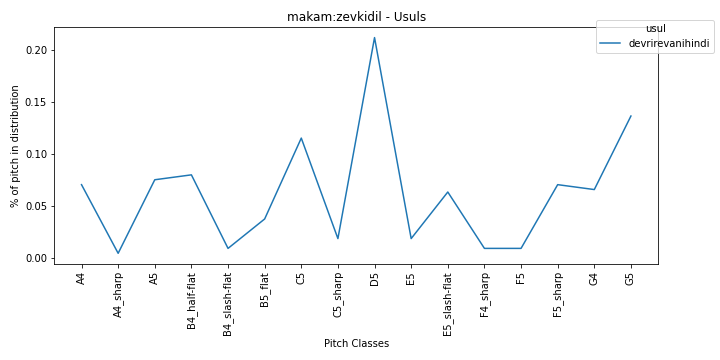 makam:zevkidil - Usuls
usul
devrirevanihindi
% of pitch in distribution
0.20
0.15
0.10
0.05
0.00
A4
A4_sharp
A5
B4_half-flat
B4_slash-flat
B5_flat
C5
C5_sharp
D5
E5
E5_slash-flat
F4_sharp
F5
F5_sharp
G4
G5
Pitch Classes